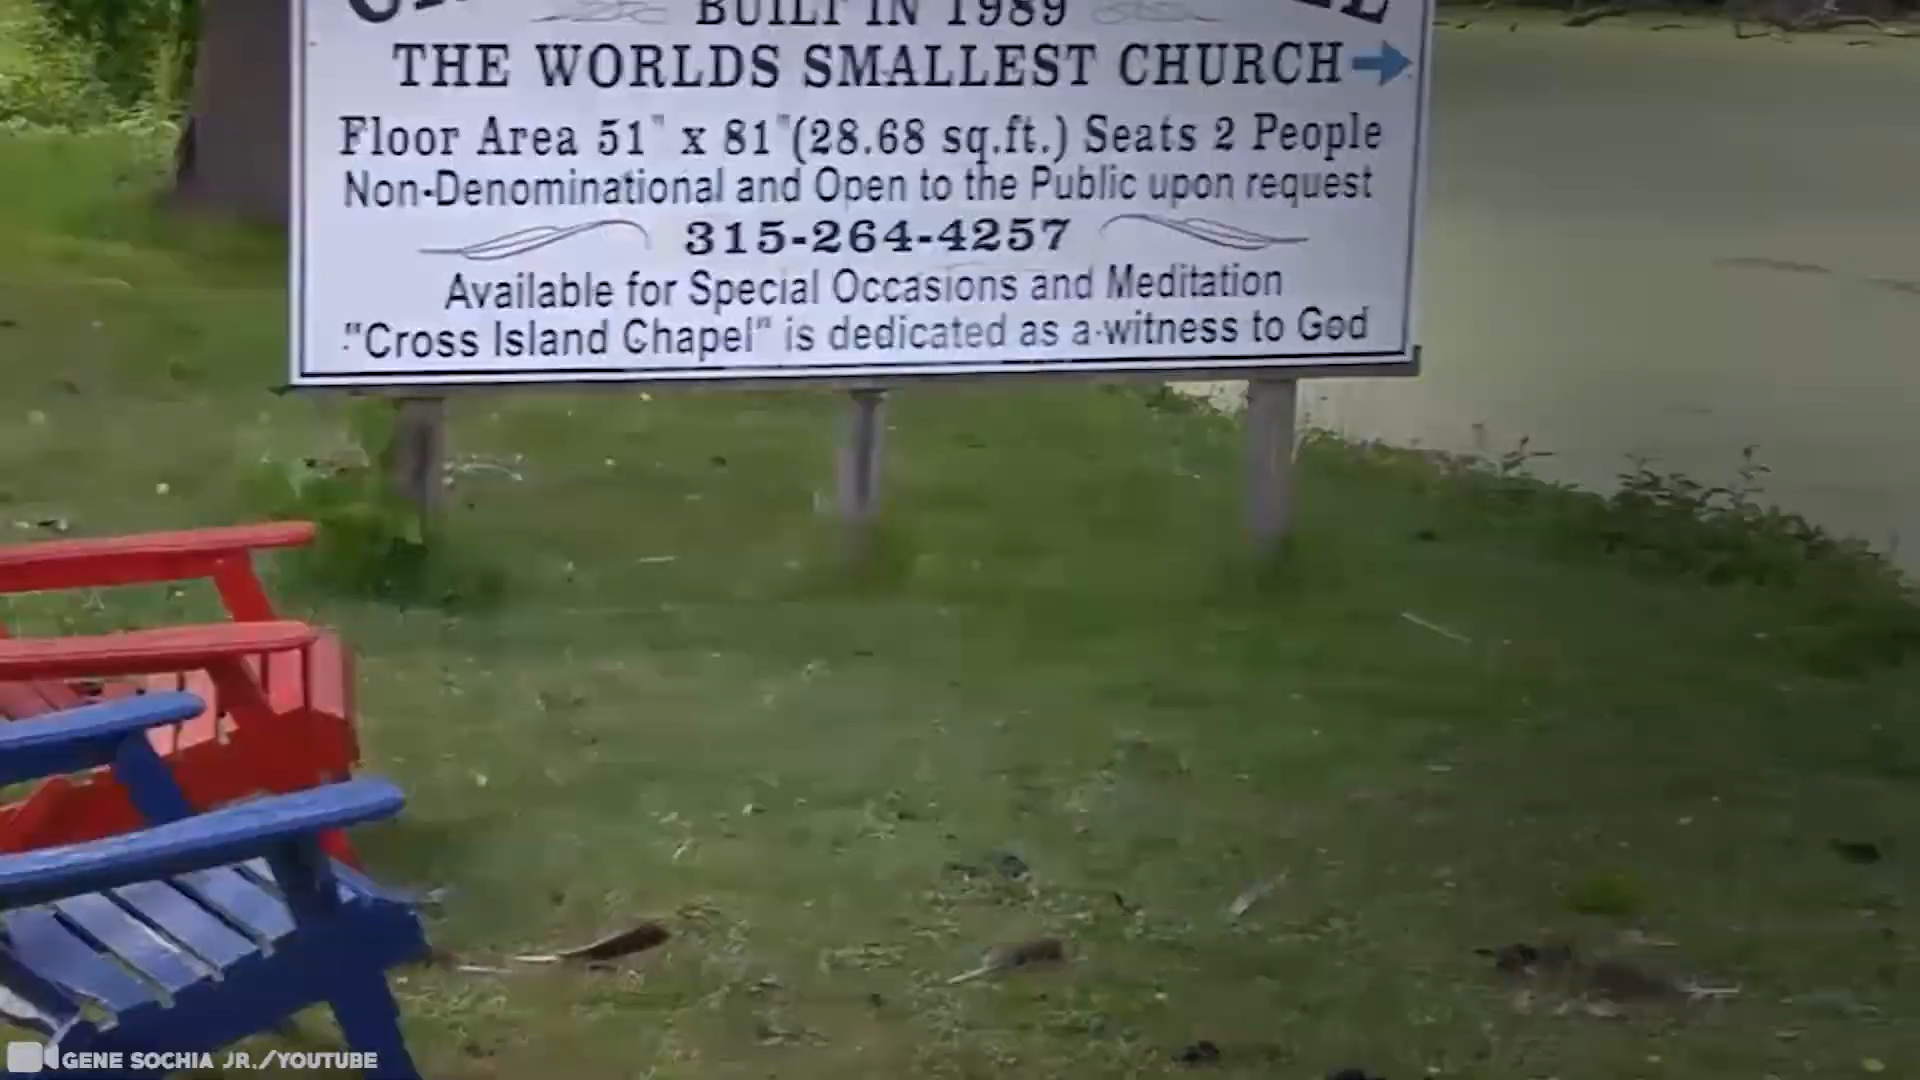 BUILT IN 1989
THE WORLDS SMALLEST CHURCH
Floor Area 51" x 81"(28.68 sq.ft.) Seats 2 People
Non-Denominational and Open to the Public upon request
315-264-4257
Available for Special Occasions and Meditation
"Cross Island Chapel" is dedicated as a witness to God
GENE SOCHIA JR./YOUTUBE